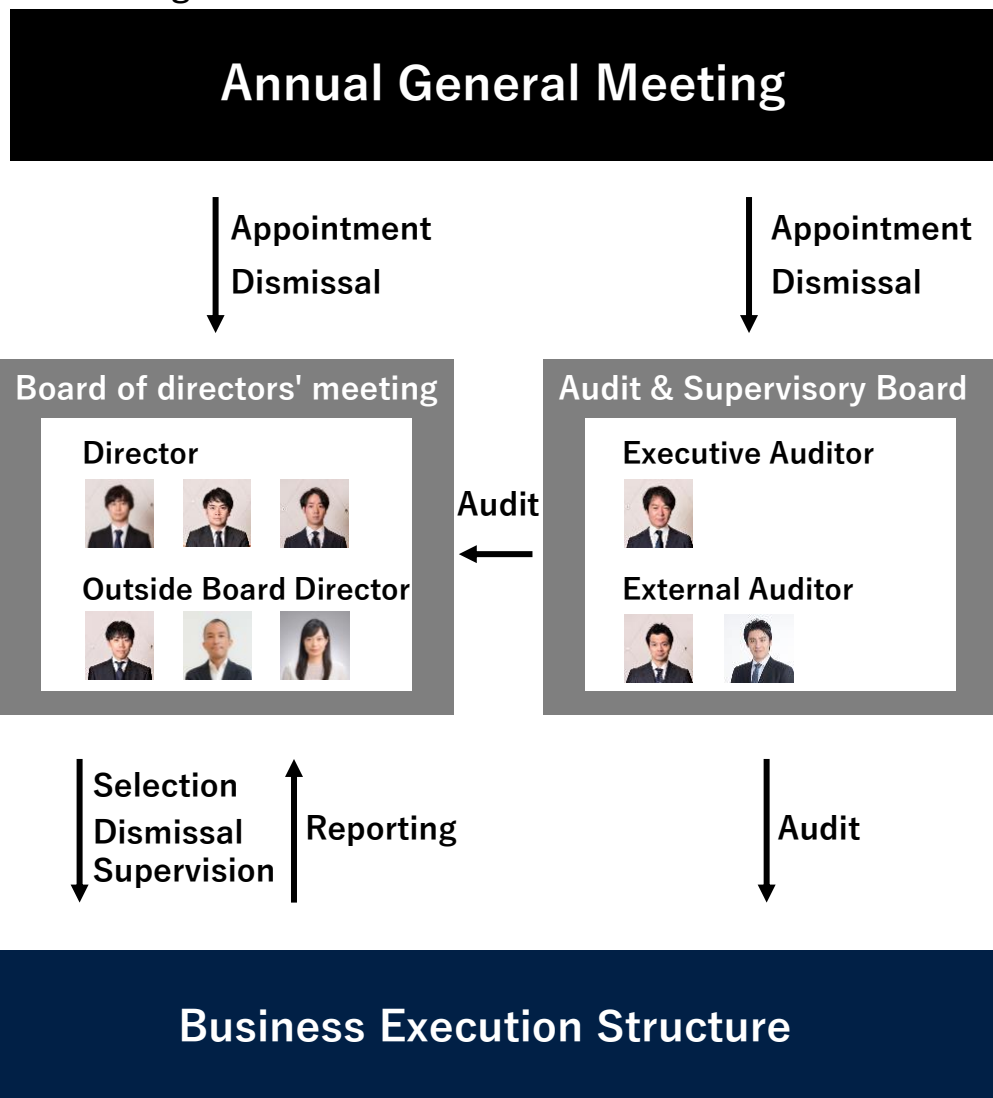 Annual General Meeting
Appointment
Dismissal
Appointment
Dismissal
Board of directors' meeting
Director
Outside Board Director
Audit
Audit & Supervisory Board
Executive Auditor
External Auditor
Selection
Dismissal
Supervision
Reporting
Audit
Business Execution Structure